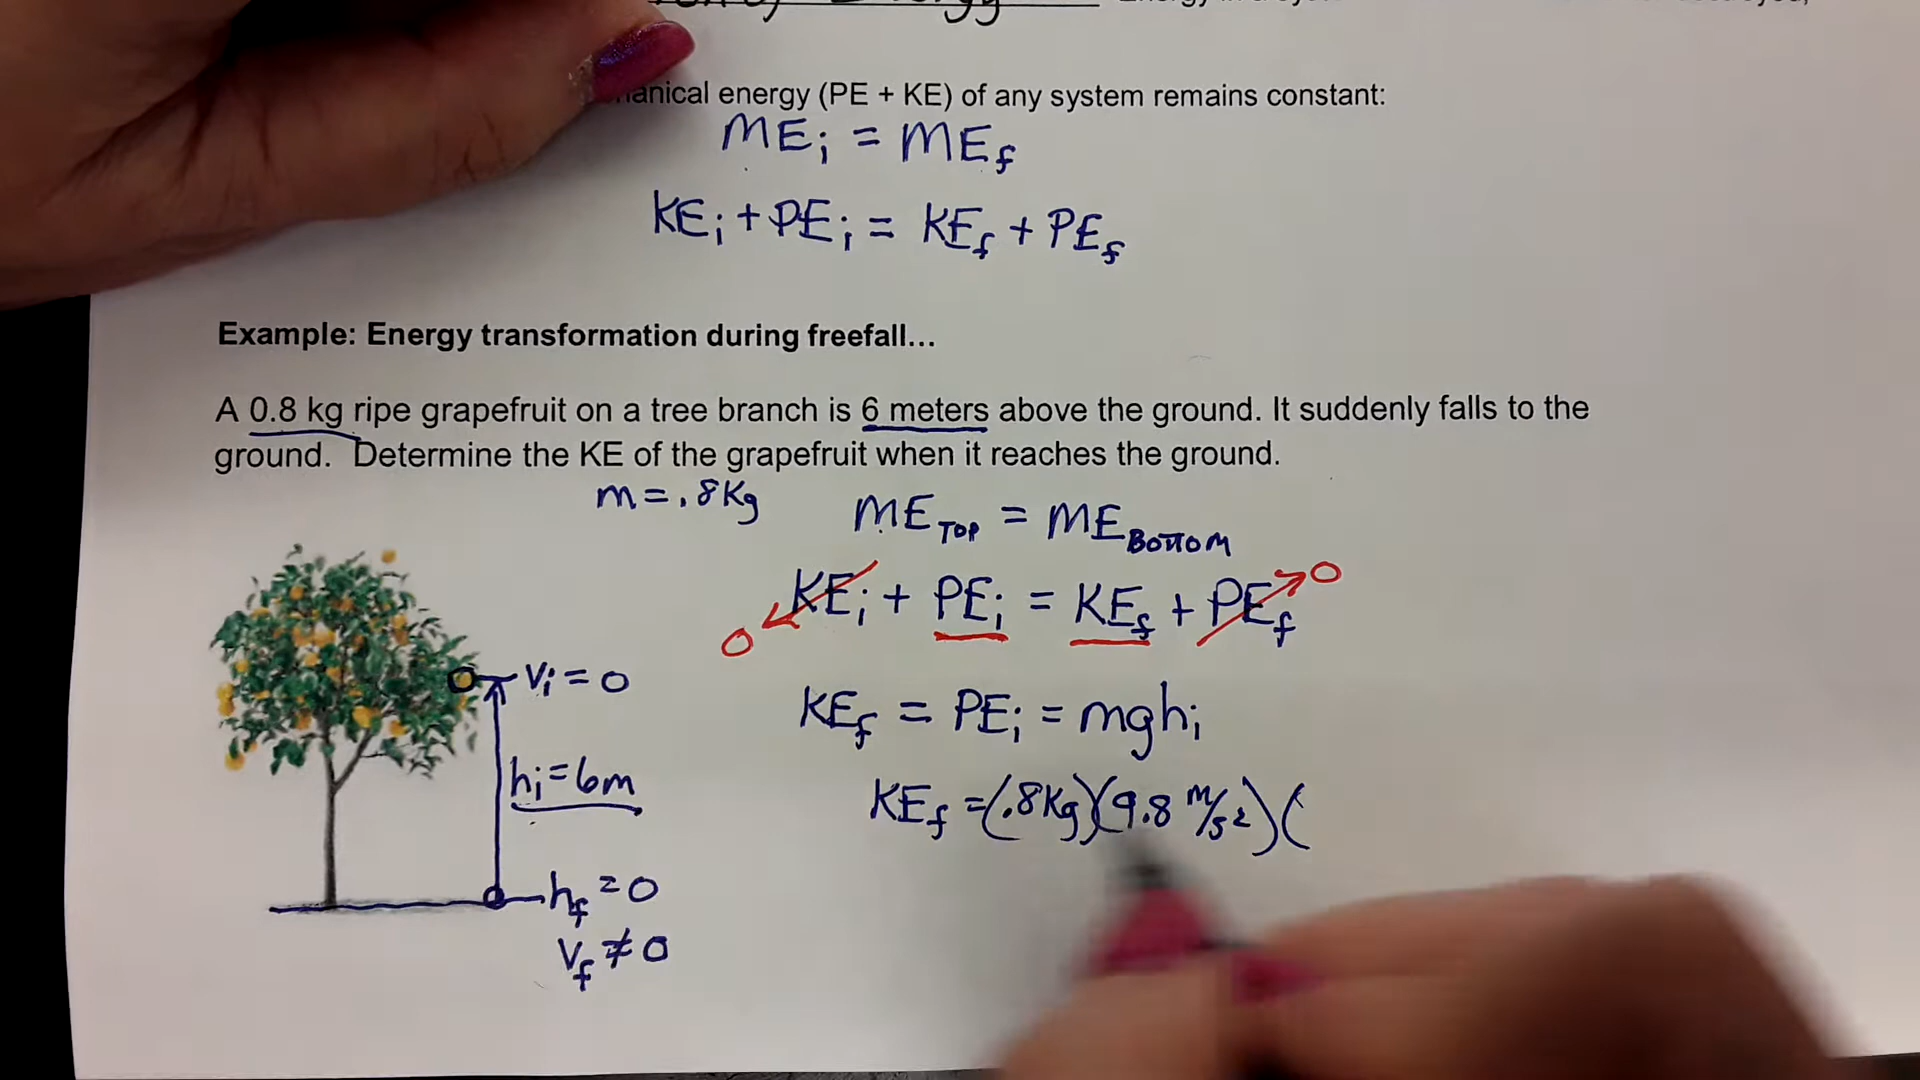 Energy
energy (PE + KE) of any system remains constant:
MEi = MEf
KEi + PEi = KEf + PEf
Example: Energy transformation during freefall...
A 0.8 kg ripe grapefruit on a tree branch is 6 meters above the ground. It suddenly falls to the
ground. Determine the KE of the grapefruit when it reaches the ground.
m = .8Kg
METOP = MEBOTTOM
0 KEi + PEi = KEf + PEf 0
vi = 0
KEf = PEi = mghi
hi = 6m
KEf = (.8Kg)(9.8 m/s2)(
hf = 0
Vf ≠ 0